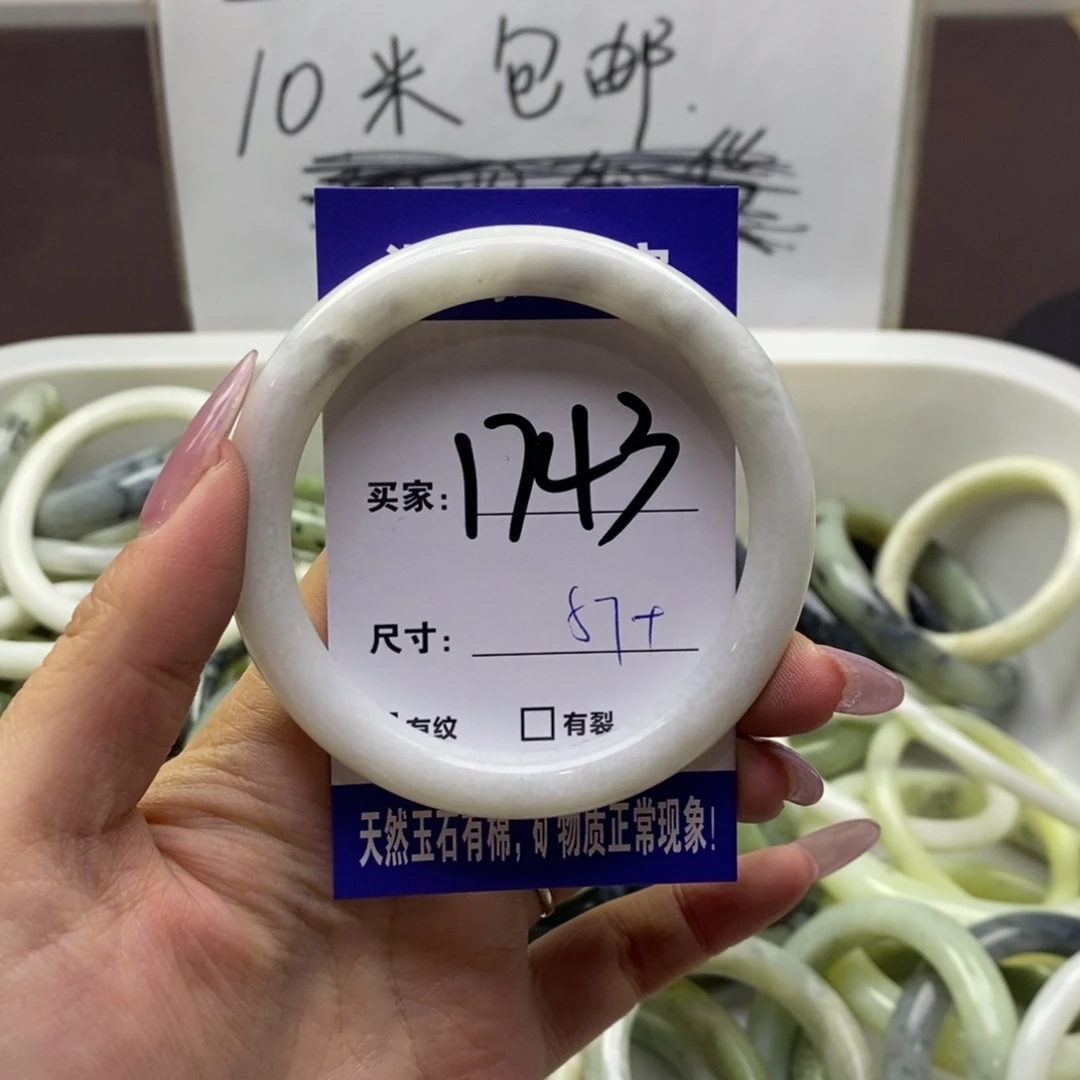 10米包邮.
买家: 1743
尺寸: 57+
有纹 □有裂
天然玉石有棉,矿物质正常现象!